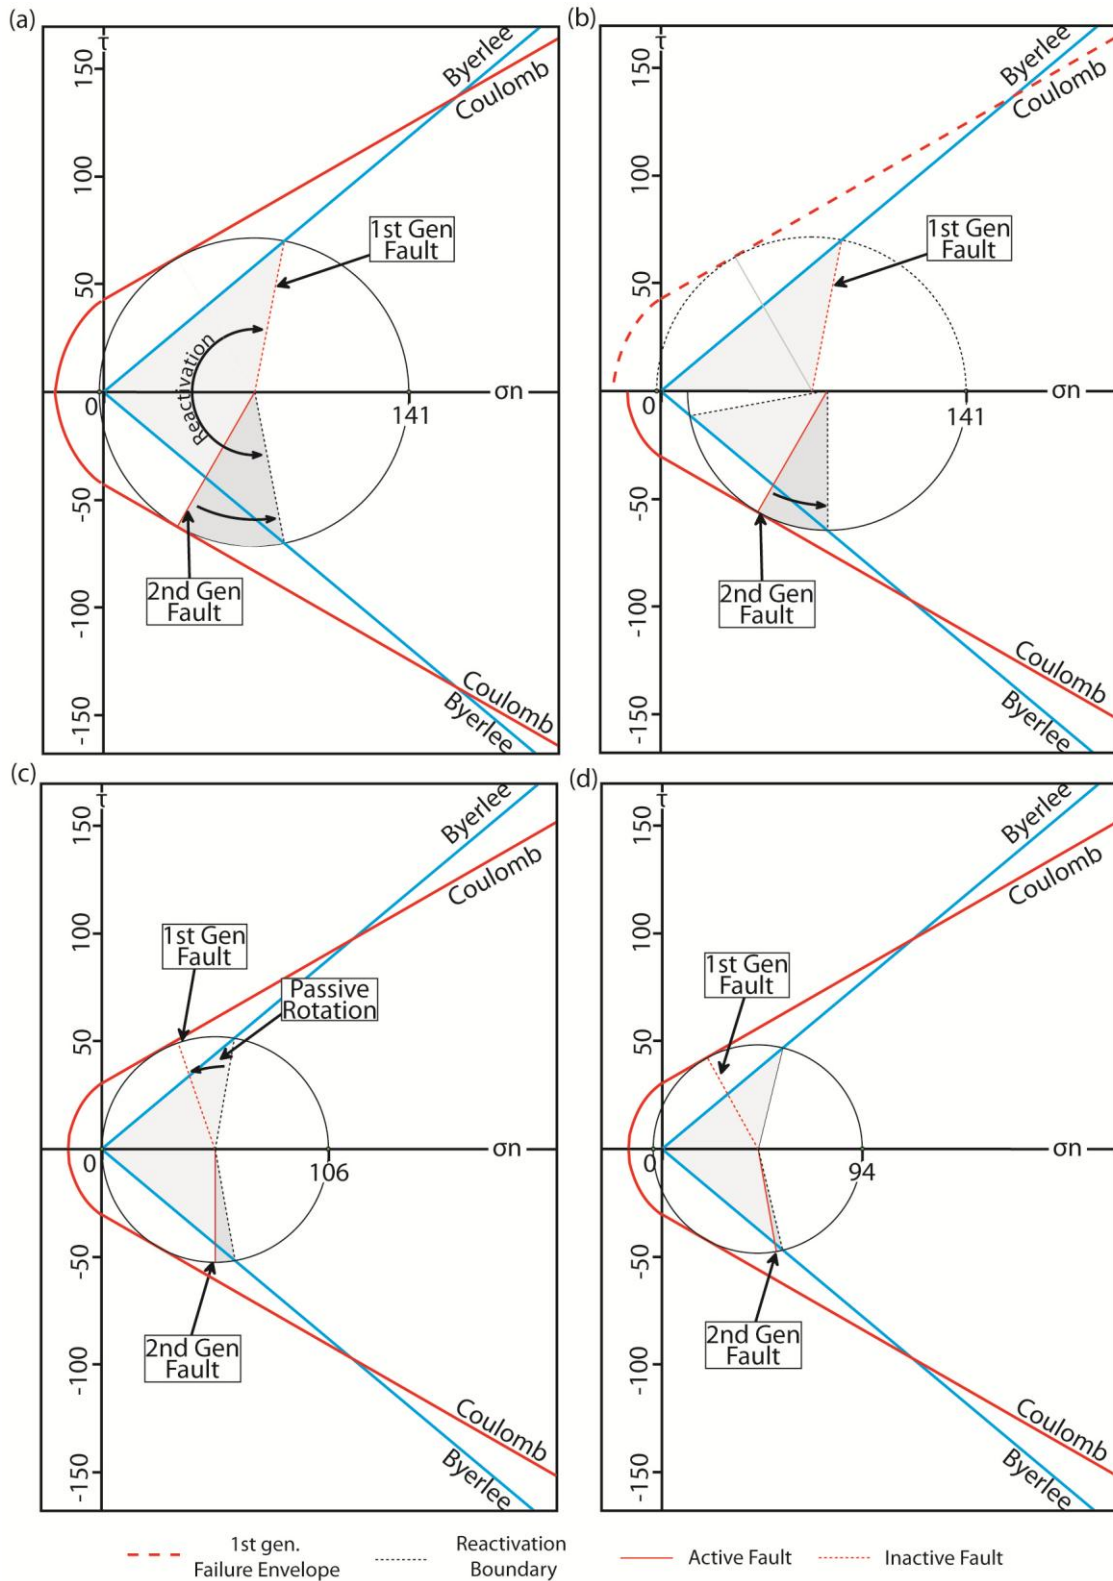 (a)
τ
150
100
50
0
-50
-100
-150
Byerlee
Coulomb
1st Gen
Fault
Reactivation
σn
141
2nd Gen
Fault
Coulomb
Byerlee
(b)
τ
150
100
50
0
-50
-100
-150
Byerlee
Coulomb
1st Gen
Fault
σn
141
2nd Gen
Fault
Coulomb
Byerlee
(c)
τ
150
100
50
0
-50
-100
-150
Byerlee
Coulomb
1st Gen
Fault
Passive
Rotation
σn
106
2nd Gen
Fault
Coulomb
Byerlee
(d)
τ
150
100
50
0
-50
-100
-150
Byerlee
Coulomb
1st Gen
Fault
σn
94
2nd Gen
Fault
Coulomb
Byerlee
1st gen.
Failure Envelope
Reactivation
Boundary
Active Fault
Inactive Fault